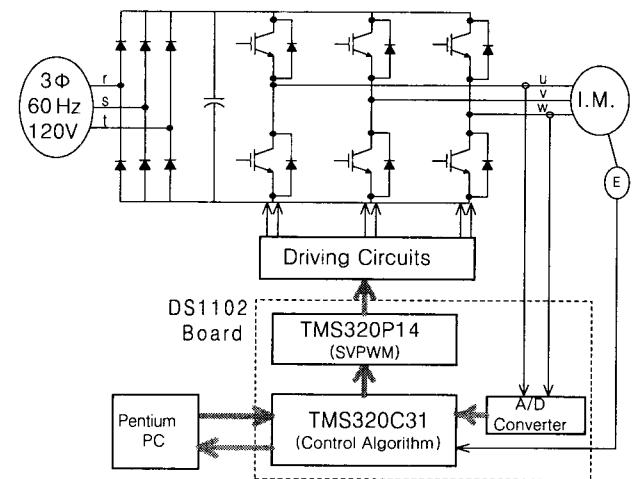 3Φ
60 Hz
120V
r
s
t
u
v
w
I.M.
E
Driving Circuits
DS1102
Board
TMS320P14
(SVPWM)
Pentium
PC
TMS320C31
(Control Algorithm)
A/D
Converter